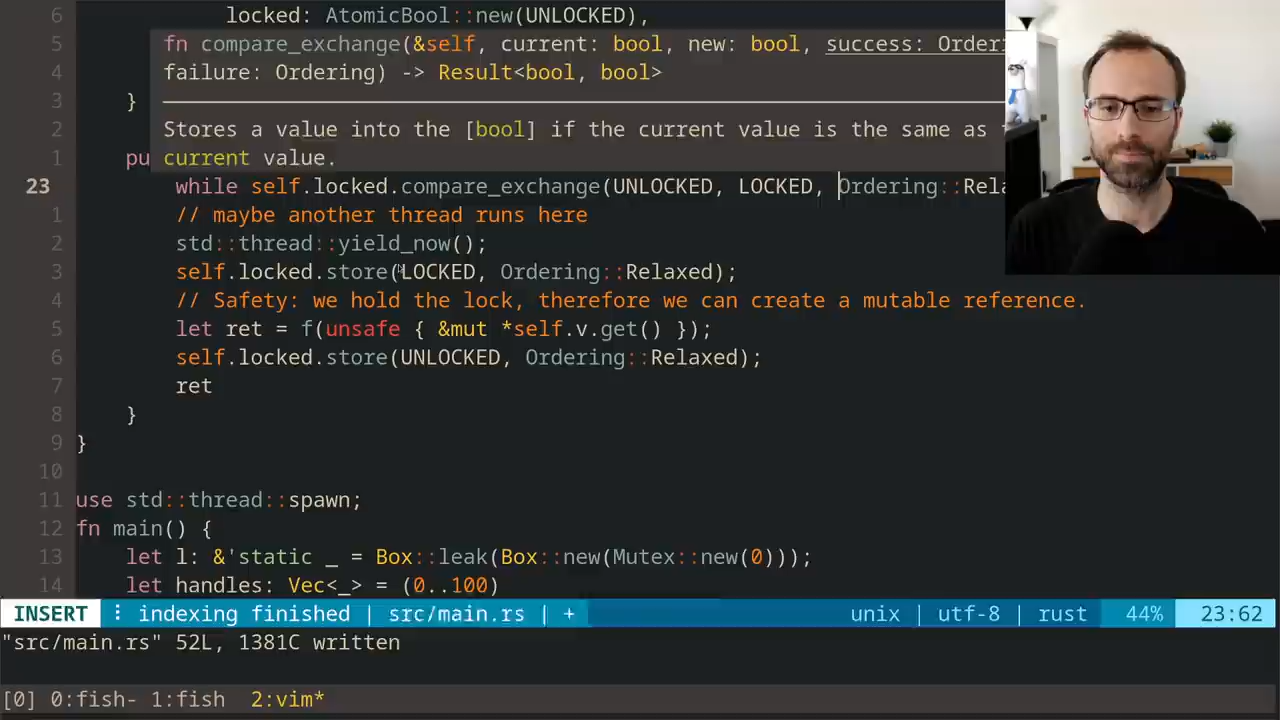 6 locked: AtomicBool::new(UNLOCKED),
5 fn compare_exchange(&self, current: bool, new: bool, success: Orderi
4 failure: Ordering) -> Result<bool, bool>
3 }
2 Stores a value into the [bool] if the current value is the same as
1 pu current value.
23 while self.locked.compare_exchange(UNLOCKED, LOCKED, Ordering::Rela
1 // maybe another thread runs here
2 std::thread::yield_now();
3 self.locked.store(LOCKED, Ordering::Relaxed);
4 // Safety: we hold the lock, therefore we can create a mutable reference.
5 let ret = f(unsafe { &mut *self.v.get() });
6 self.locked.store(UNLOCKED, Ordering::Relaxed);
7 ret
8 }
9 }
10
11 use std::thread::spawn;
12 fn main() {
13 let l: &'static _ = Box::leak(Box::new(Mutex::new(0)));
14 let handles: Vec<_> = (0..100)
INSERT ⋮ indexing finished | src/main.rs | + unix | utf-8 | rust 44% 23:62
"src/main.rs" 52L, 1381C written
[0] 0:fish- 1:fish 2:vim*